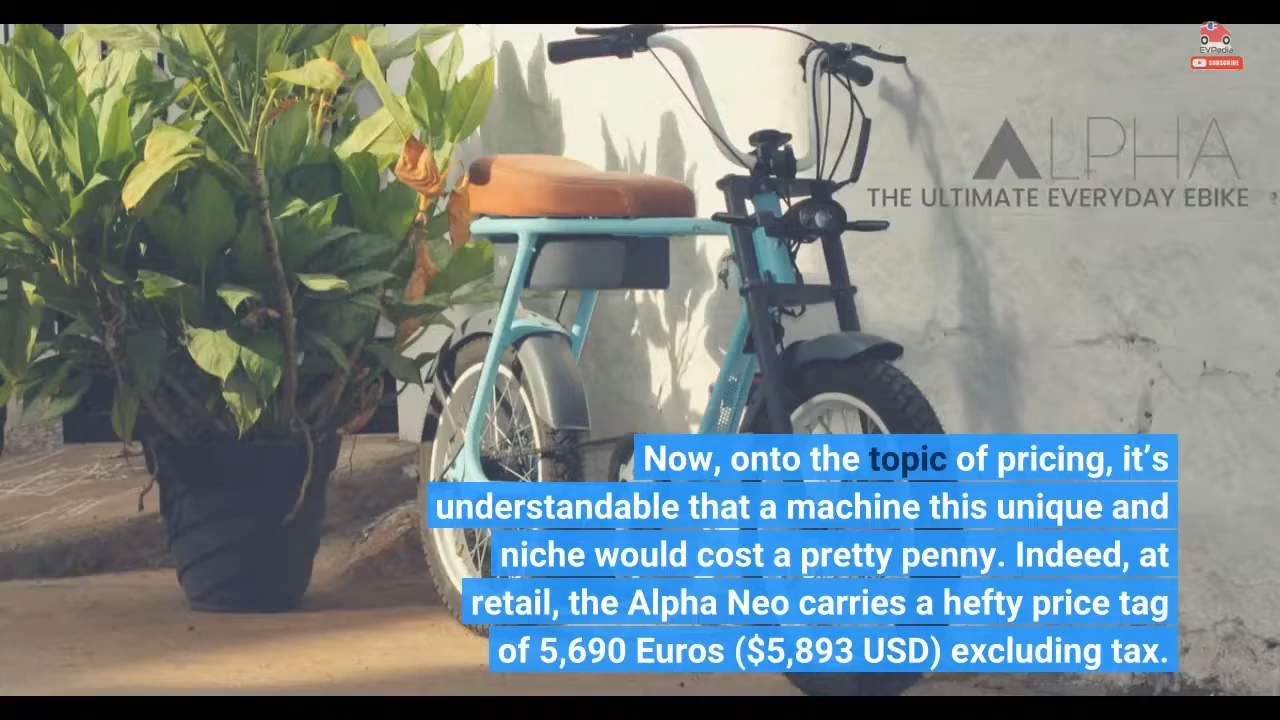 EVPedia
SUBSCRIBE
ALPHA
THE ULTIMATE EVERYDAY EBIKE
Now, onto the topic of pricing, it’s
understandable that a machine this unique and
niche would cost a pretty penny. Indeed, at
retail, the Alpha Neo carries a hefty price tag
of 5,690 Euros ($5,893 USD) excluding tax.